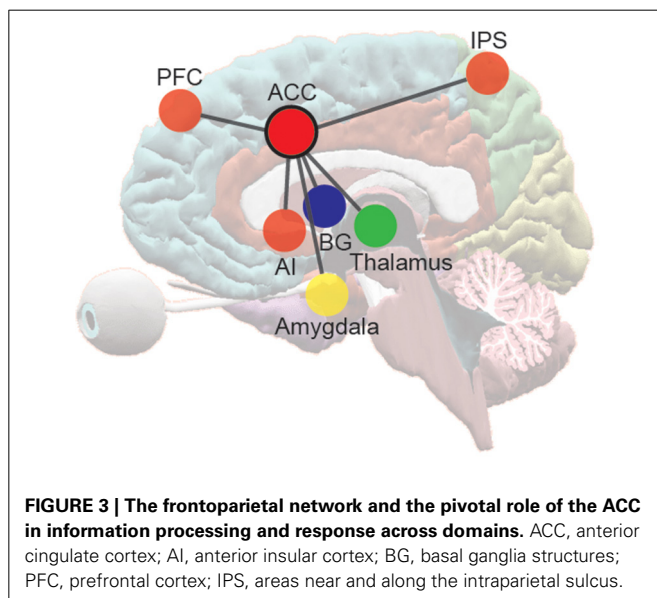 IPS
PFC
ACC
BG
AI
Thalamus
Amygdala
FIGURE 3 | The frontoparietal network and the pivotal role of the ACC
in information processing and response across domains. ACC, anterior
cingulate cortex; AI, anterior insular cortex; BG, basal ganglia structures;
PFC, prefrontal cortex; IPS, areas near and along the intraparietal sulcus.